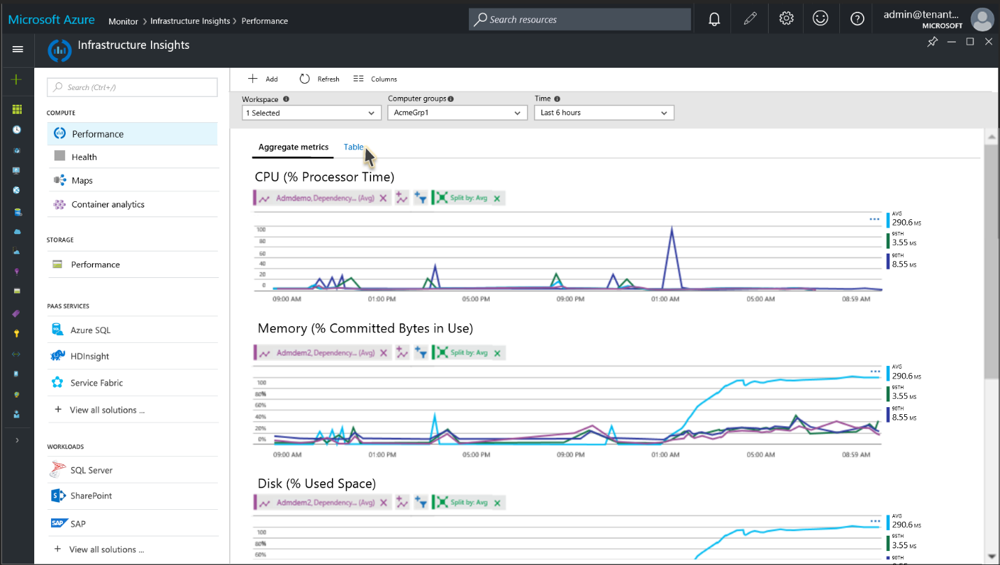 Microsoft Azure
Monitor > Infrastructure Insights > Performance
Search resources
admin@tenant...
MICROSOFT
Infrastructure Insights
Search (Ctrl+/)
COMPUTE
Performance
Health
Maps
Container analytics
STORAGE
Performance
PAAS SERVICES
Azure SQL
HDInsight
Service Fabric
+ View all solutions ...
WORKLOADS
SQL Server
SharePoint
SAP SAP
+ View all solutions ...
Add Refresh Columns
Workspace Computer groups Time
1 Selected AcmeGrp1 Last 6 hours
Aggregate metrics Table
CPU (% Processor Time)
Admdemo, Dependency... (Avg) Split by: Avg
100
80
60
40
20
0
09:00 AM 01:00 PM 05:00 PM 09:00 PM 01:00 AM 05:00 AM 08:59 AM
AVG
290.6 MS
95TH
3.55 MS
90TH
8.55 MS
Memory (% Committed Bytes in Use)
Admdem2, Dependency... (Avg) Split by: Avg
100
80%
60%
40%
20%
0%
09:00 AM 01:00 PM 05:00 PM 09:00 PM 01:00 AM 05:00 AM 08:59 AM
AVG
290.6 MS
95TH
3.55 MS
90TH
8.55 MS
Disk (% Used Space)
Admdem2, Dependency... (Avg) Split by: Avg
100
80%
60%
AVG
290.6 MS
95TH
3.55 MS
90TH